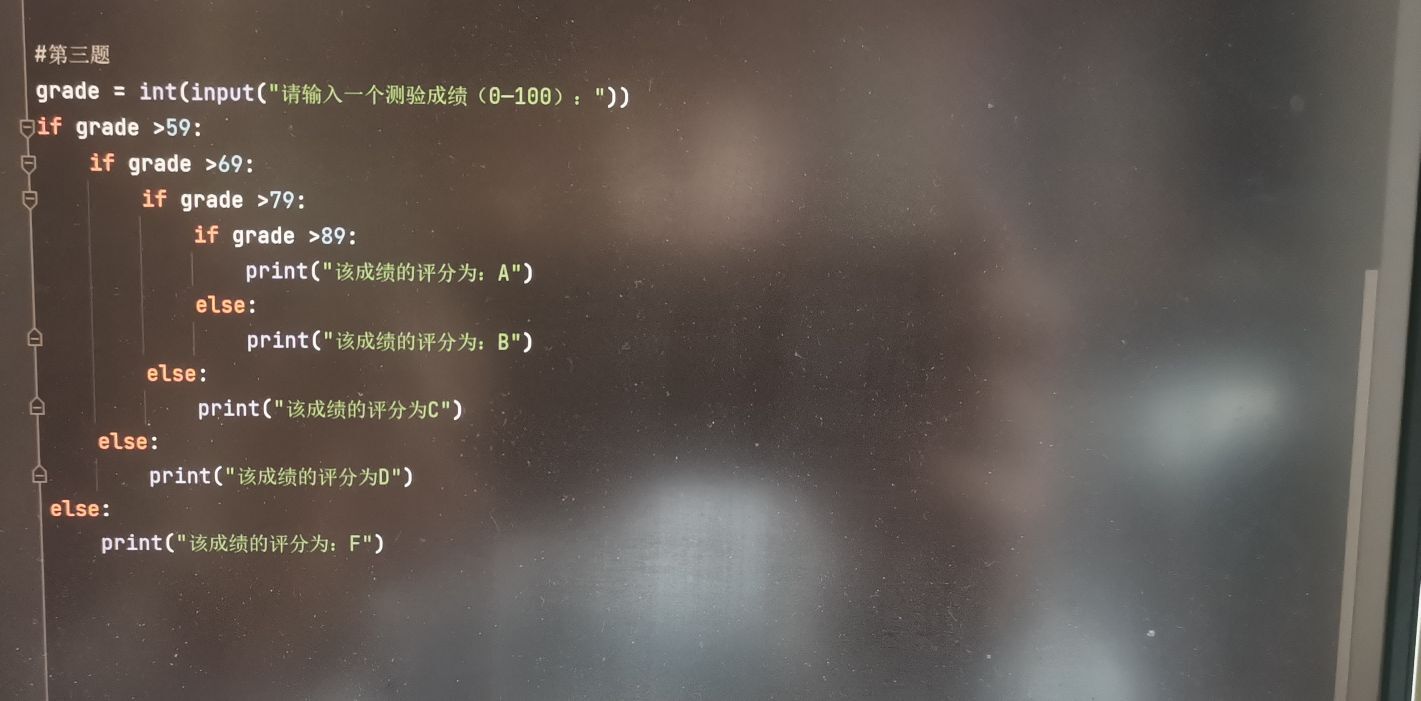 #第三题
grade = int(input("请输入一个测验成绩（0—100）："))
if grade >59:
    if grade >69:
        if grade >79:
            if grade >89:
                print("该成绩的评分为：A")
            else:
                print("该成绩的评分为：B")
        else:
            print("该成绩的评分为C")
    else:
        print("该成绩的评分为D")
else:
    print("该成绩的评分为：F")